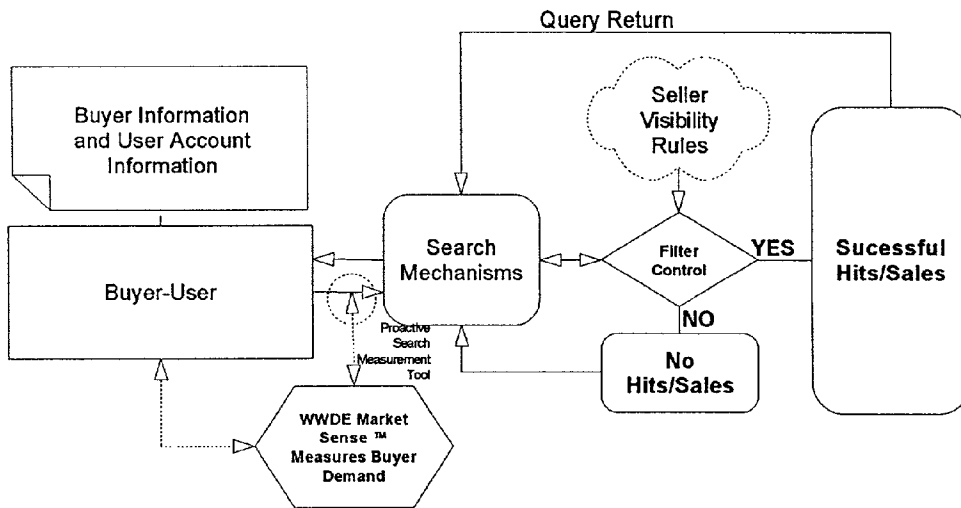 Query Return
Buyer Information
and User Account
Information
Seller
Visibility
Rules
Buyer-User
Search
Mechanisms
Filter
Control
YES
Sucessful
Hits/Sales
NO
No
Hits/Sales
Proactive
Search
Measurement
Tool
WWDE Market
Sense ™
Measures Buyer
Demand